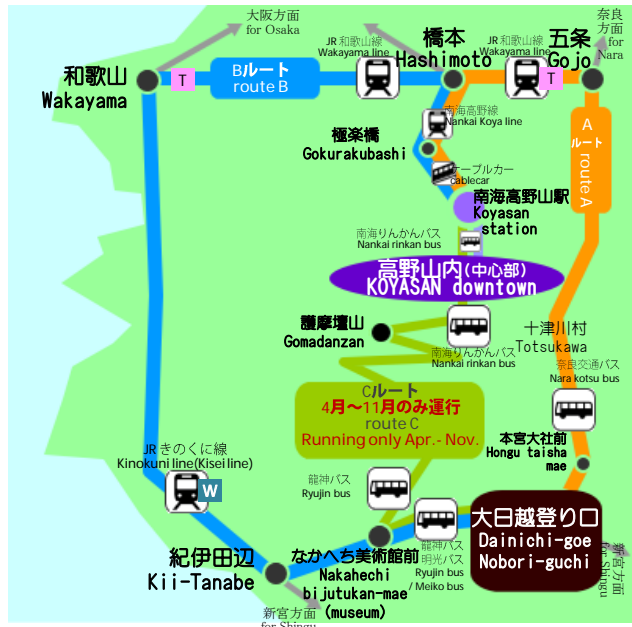 大阪方面
for Osaka
奈良
方面
for
Nara
JR 和歌山線
Wakayama line
橋本
Hashimoto
JR 和歌山線
Wakayama line
五条
Gojo
和歌山
Wakayama
T
Bルート
route B
T
南海高野線
Nankai Koya line
極楽橋
Gokurakubashi
A
ルート
route A
ケーブルカー
cablecar
南海高野山駅
Koyasan
station
南海りんかんバス
Nankai rinkan bus
高野山内(中心部)
KOYASAN downtown
護摩壇山
Gomadanzan
十津川村
Totsukawa
南海りんかんバス
Nankai rinkan bus
奈良交通バス
Nara kotsu bus
Cルート
4月〜11月のみ運行
route C
Running only Apr.- Nov.
本宮大社前
Hongu taisha
mae
JR きのくに線
Kinokuni line(Kisei line)
W
龍神バス
Ryujin bus
大日越登り口
Dainichi-goe
Nobori-guchi
紀伊田辺
Kii-Tanabe
なかへち美術館前
Nakahechi
bijutukan-mae
(museum)
龍神バス
明光バス
Ryujin bus
/ Meiko bus
新宮方面
for Shingu
新宮方面
for Shingu